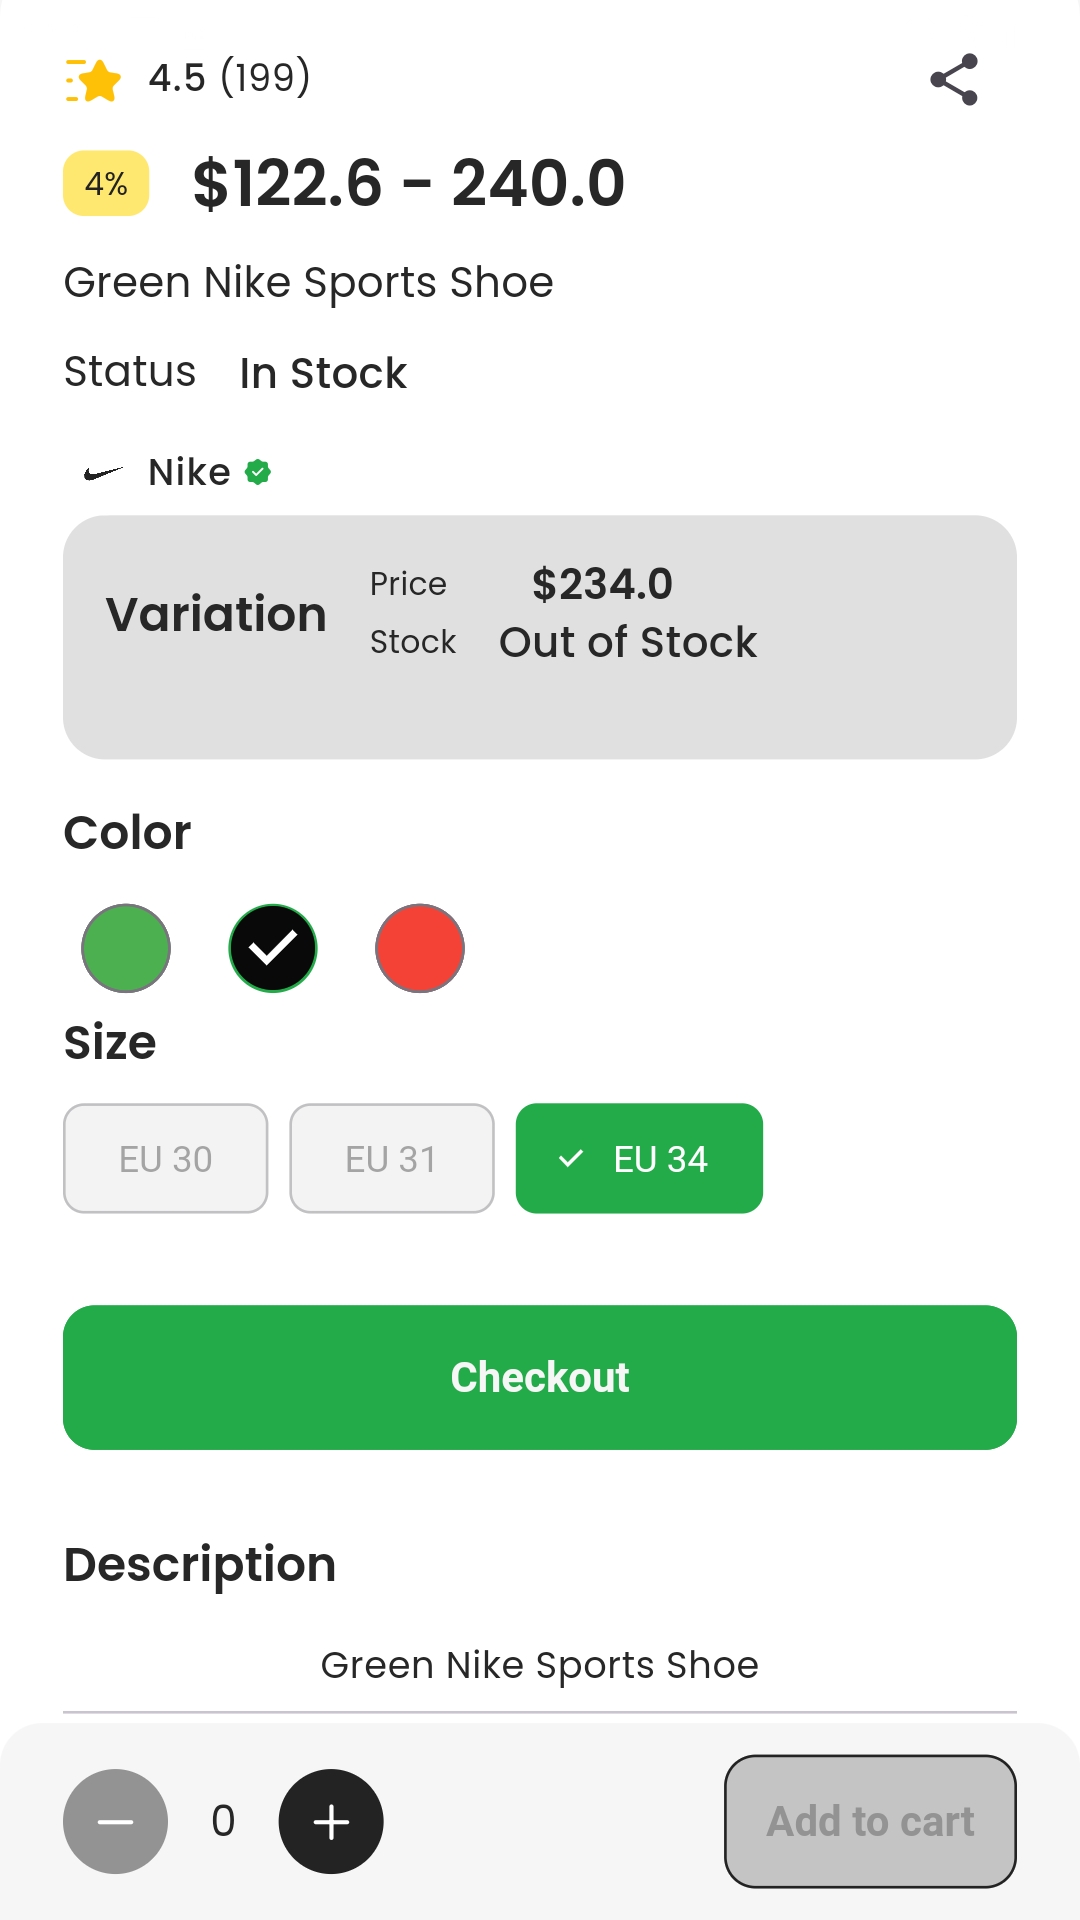 4.5 (199)
4% $122.6 - 240.0
Green Nike Sports Shoe
Status In Stock
Nike
Variation
Price $234.0
Stock Out of Stock
Color
Size
EU 30 EU 31 EU 34
Checkout
Description
Green Nike Sports Shoe
0 Add to cart